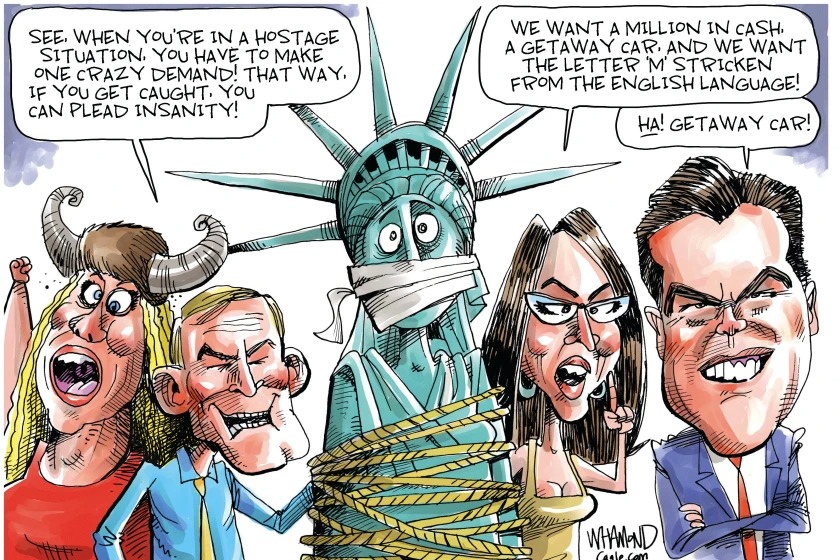 SEE, WHEN YOU'RE IN A HOSTAGE
SITUATION, YOU HAVE TO MAKE
ONE CRAZY DEMAND! THAT WAY,
IF YOU GET CAUGHT, YOU
CAN PLEAD INSANITY!
WE WANT A MILLION IN CASH,
A GETAWAY CAR, AND WE WANT
THE LETTER 'M' STRICKEN
FROM THE ENGLISH LANGUAGE!
HA! GETAWAY CAR!
WHAMOND
Cagle.com